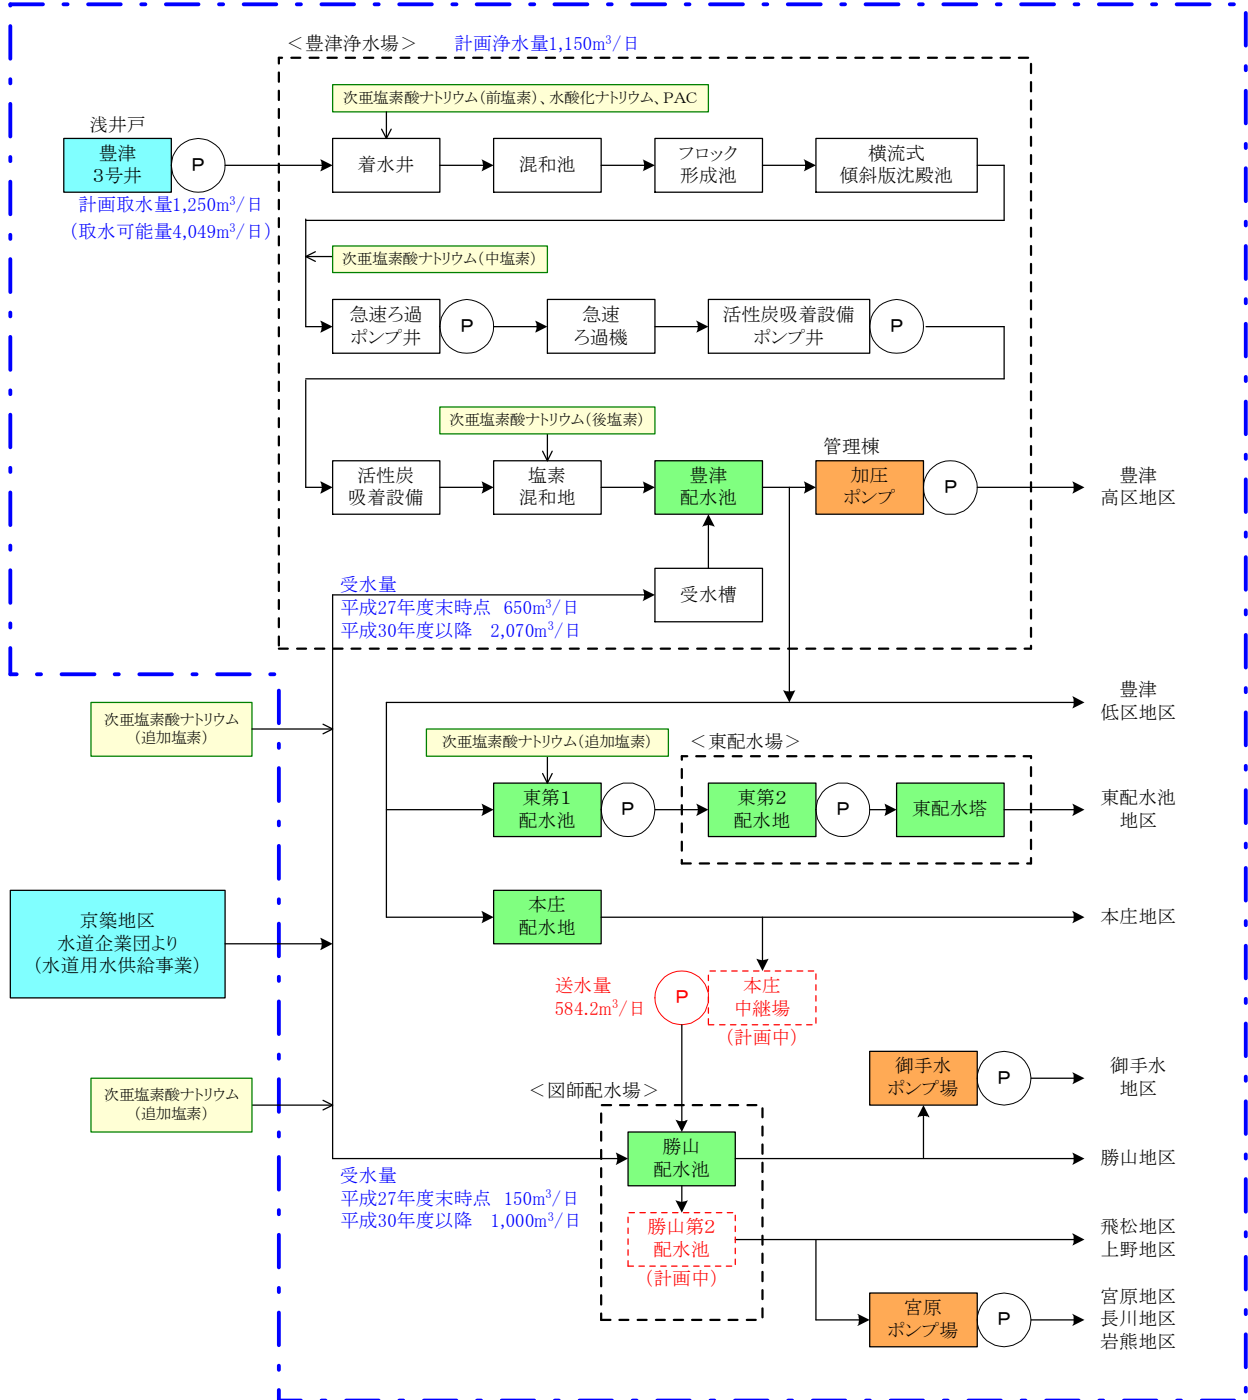 ＜豊津浄水場＞
計画浄水量1,150m³/日
次亜塩素酸ナトリウム(前塩素)、水酸化ナトリウム、PAC
浅井戸
豊津
3号井
P
着水井
混和池
フロック
形成池
横流式
傾斜版沈殿池
計画取水量1,250m³/日
(取水可能量4,049m³/日)
次亜塩素酸ナトリウム(中塩素)
急速ろ過
ポンプ井
P
急速
ろ過機
活性炭吸着設備
ポンプ井
P
次亜塩素酸ナトリウム(後塩素)
管理棟
活性炭
吸着設備
塩素
混和地
豊津
配水池
加圧
ポンプ
P
豊津
高区地区
受水量
平成27年度末時点 650m³/日
平成30年度以降 2,070m³/日
受水槽
豊津
低区地区
次亜塩素酸ナトリウム
(追加塩素)
次亜塩素酸ナトリウム(追加塩素)
＜東配水場＞
東第1
配水池
P
東第2
配水地
P
東配水塔
東配水池
地区
本庄
配水地
本庄地区
京築地区
水道企業団より
(水道用水供給事業)
送水量
584.2m³/日
P
本庄
中継場
(計画中)
御手水
ポンプ場
P
御手水
地区
次亜塩素酸ナトリウム
(追加塩素)
＜図師配水場＞
勝山
配水池
勝山地区
受水量
平成27年度末時点 150m³/日
平成30年度以降 1,000m³/日
勝山第2
配水池
(計画中)
飛松地区
上野地区
宮原
ポンプ場
P
宮原地区
長川地区
岩熊地区